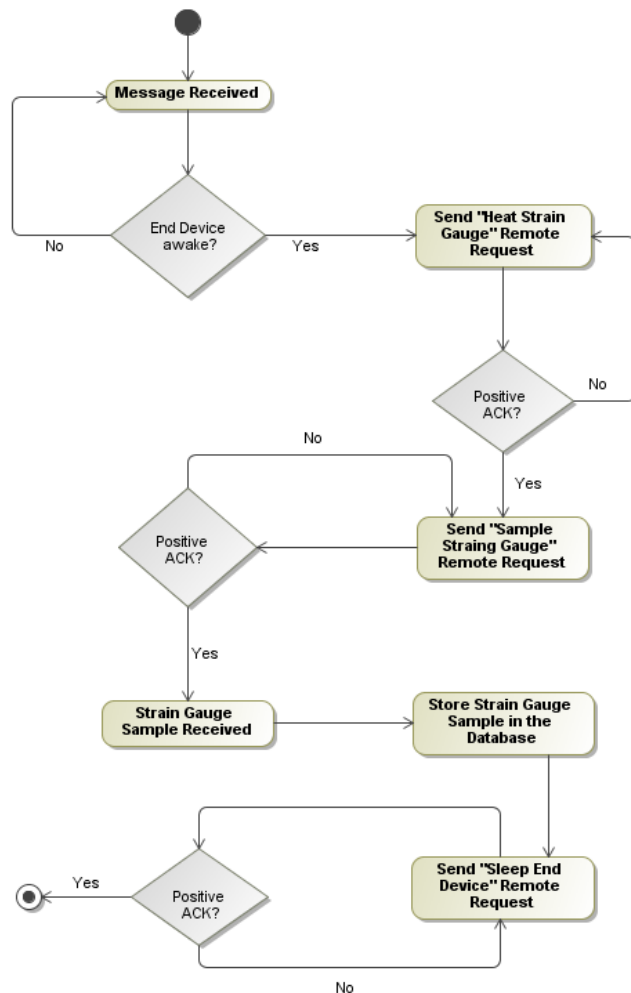 Message Received
End Device
awake?
No
Yes
Send "Heat Strain
Gauge" Remote
Request
Positive
ACK?
No
Yes
No
Send "Sample
Straing Gauge"
Remote Request
Positive
ACK?
Yes
Strain Gauge
Sample Received
Store Strain Gauge
Sample in the
Database
Send "Sleep End
Device" Remote
Request
Positive
ACK?
Yes
No